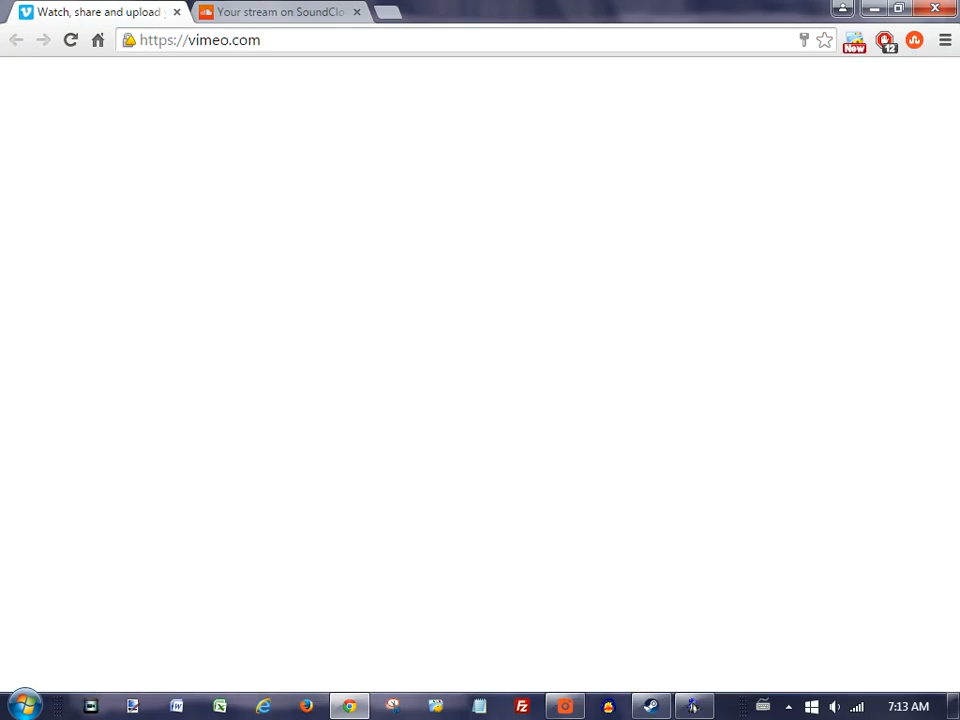 Watch, share and upload
Your stream on SoundClo
https://vimeo.com
New
12
7:13 AM